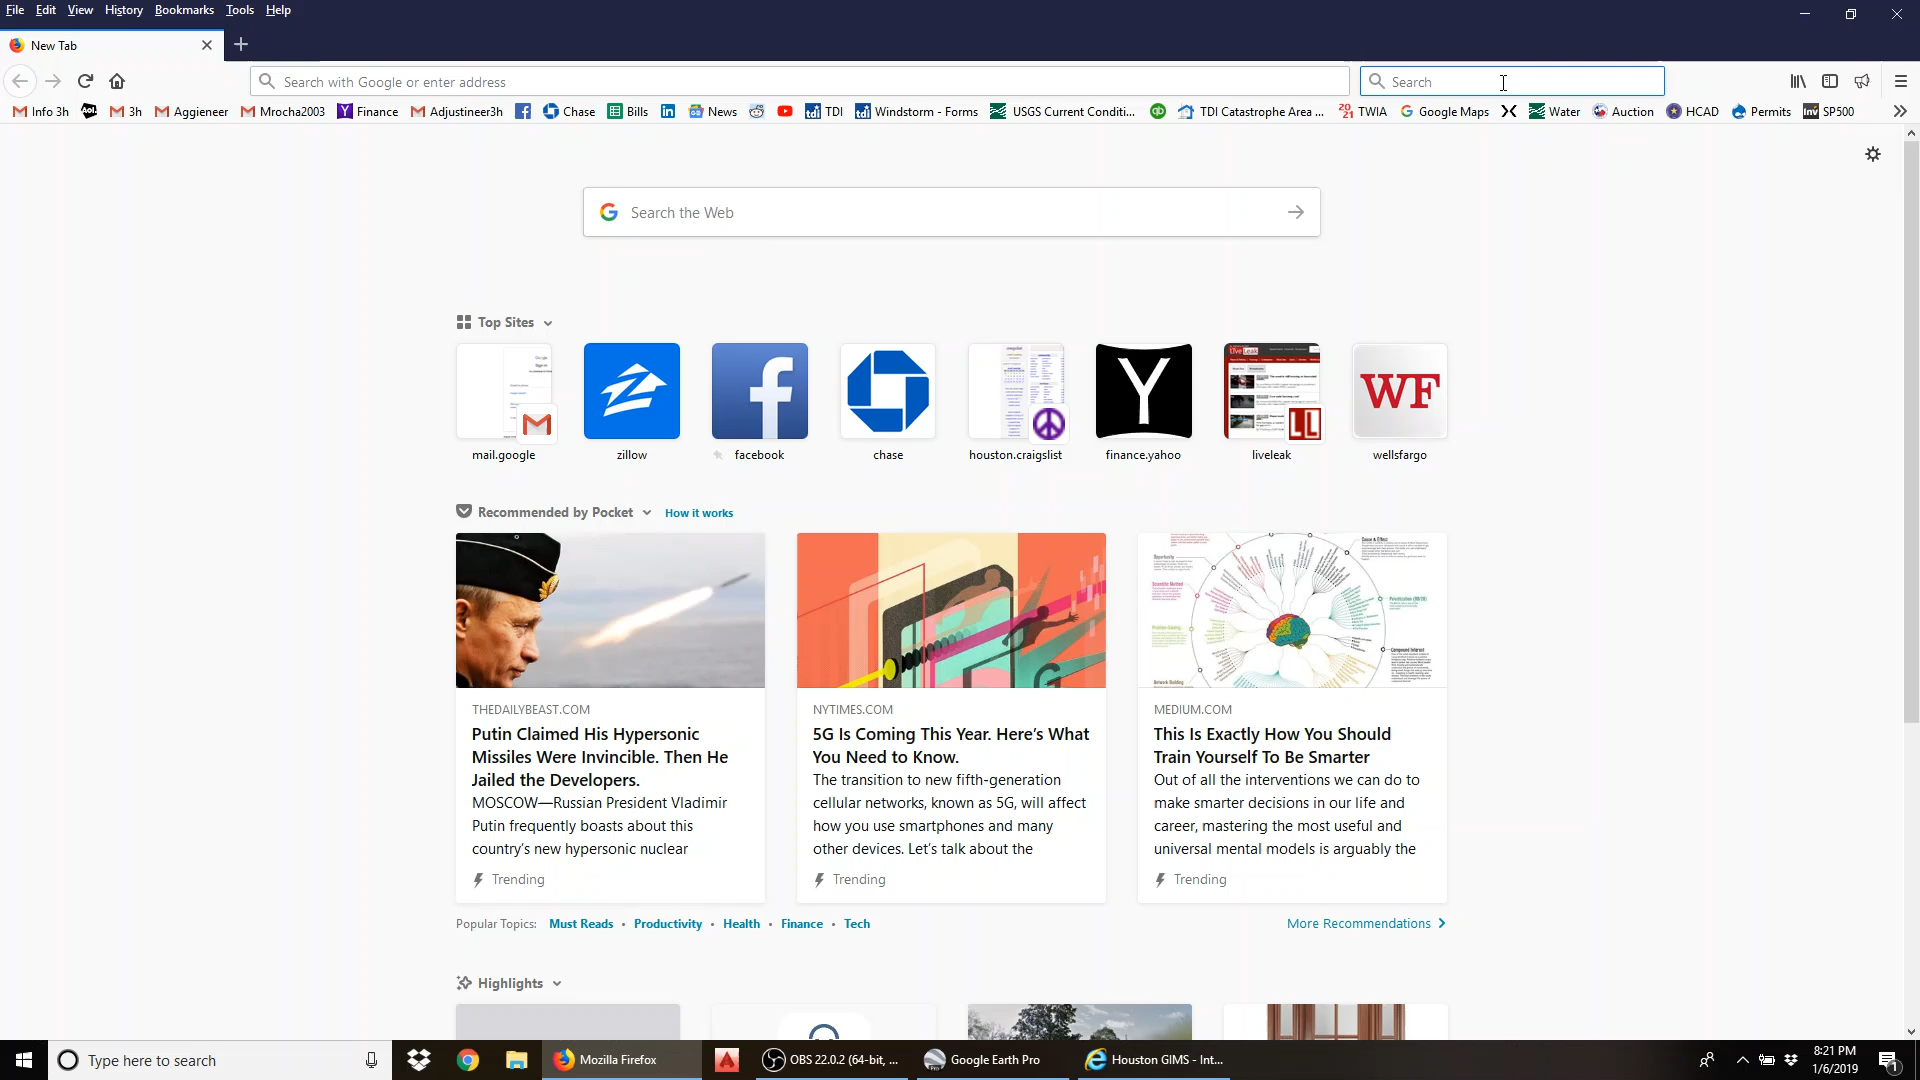 File Edit View History Bookmarks Tools Help
New Tab
Search with Google or enter address
Search
Info 3h
Aol.
3h
Aggieneer
Mrocha2003
Finance
Adjustineer3h
Chase
Bills
News
tdi TDI
tdi Windstorm - Forms
USGS Current Conditi...
TDI Catastrophe Area ...
2021 TWIA
Google Maps
Water
Auction
HCAD
Permits
Inv SP500
Search the Web
Top Sites
WF
mail.google
zillow
facebook
chase
houston.craigslist
finance.yahoo
liveleak
wellsfargo
Recommended by Pocket
How it works
THEDAILYBEAST.COM
Putin Claimed His Hypersonic
Missiles Were Invincible. Then He
Jailed the Developers.
MOSCOW—Russian President Vladimir
Putin frequently boasts about this
country's new hypersonic nuclear
Trending
NYTIMES.COM
5G Is Coming This Year. Here's What
You Need to Know.
The transition to new fifth-generation
cellular networks, known as 5G, will affect
how you use smartphones and many
other devices. Let's talk about the
Trending
MEDIUM.COM
This Is Exactly How You Should
Train Yourself To Be Smarter
Out of all the interventions we can do to
make smarter decisions in our life and
career, mastering the most useful and
universal mental models is arguably the
Trending
Popular Topics: Must Reads • Productivity • Health • Finance • Tech
More Recommendations
Highlights
Type here to search
Mozilla Firefox
OBS 22.0.2 (64-bit, ...
Google Earth Pro
Houston GIMS - Int...
8:21 PM
1/6/2019
1